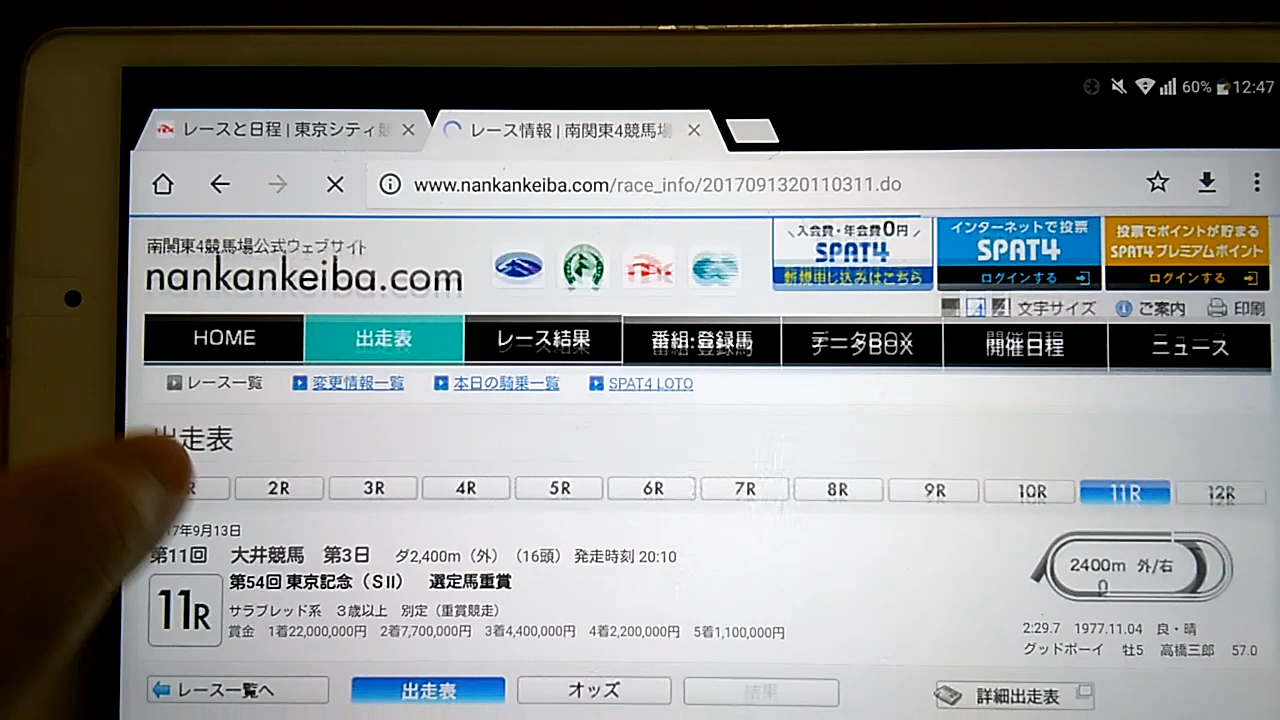 60% 12:47
レースと日程 | 東京シティ競 レース情報 | 南関東4競馬場
www.nankankeiba.com/race_info/2017091320110311.do
南関東4競馬場公式ウェブサイト
nankankeiba.com
入会費・年会費0円
SPAT4
新規申し込みはこちら
インターネットで投票
SPAT4
ログインする
投票でポイントが貯まる
SPAT4プレミアムポイント
ログインする
文字サイズ ご案内 印刷
HOME 出走表 レース結果 番組・登録馬 データBOX 開催日程 ニュース
レース一覧 変更情報一覧 本日の騎乗一覧 SPAT4 LOTO
出走表
R 2R 3R 4R 5R 6R 7R 8R 9R 10R 11R 12R
17年9月13日
第11回 大井競馬 第3日 ダ2,400m（外）（16頭） 発走時刻 20:10
11R
第54回 東京記念（SII） 選定馬重賞
サラブレッド系 3歳以上 別定（重賞競走）
賞金 1着22,000,000円 2着7,700,000円 3着4,400,000円 4着2,200,000円 5着1,100,000円
2400m 外/右
2:29.7 1977.11.04 良・晴
グッドボーイ 牡5 高橋三郎 57.0
レース一覧へ 出走表 オッズ 結果 詳細出走表